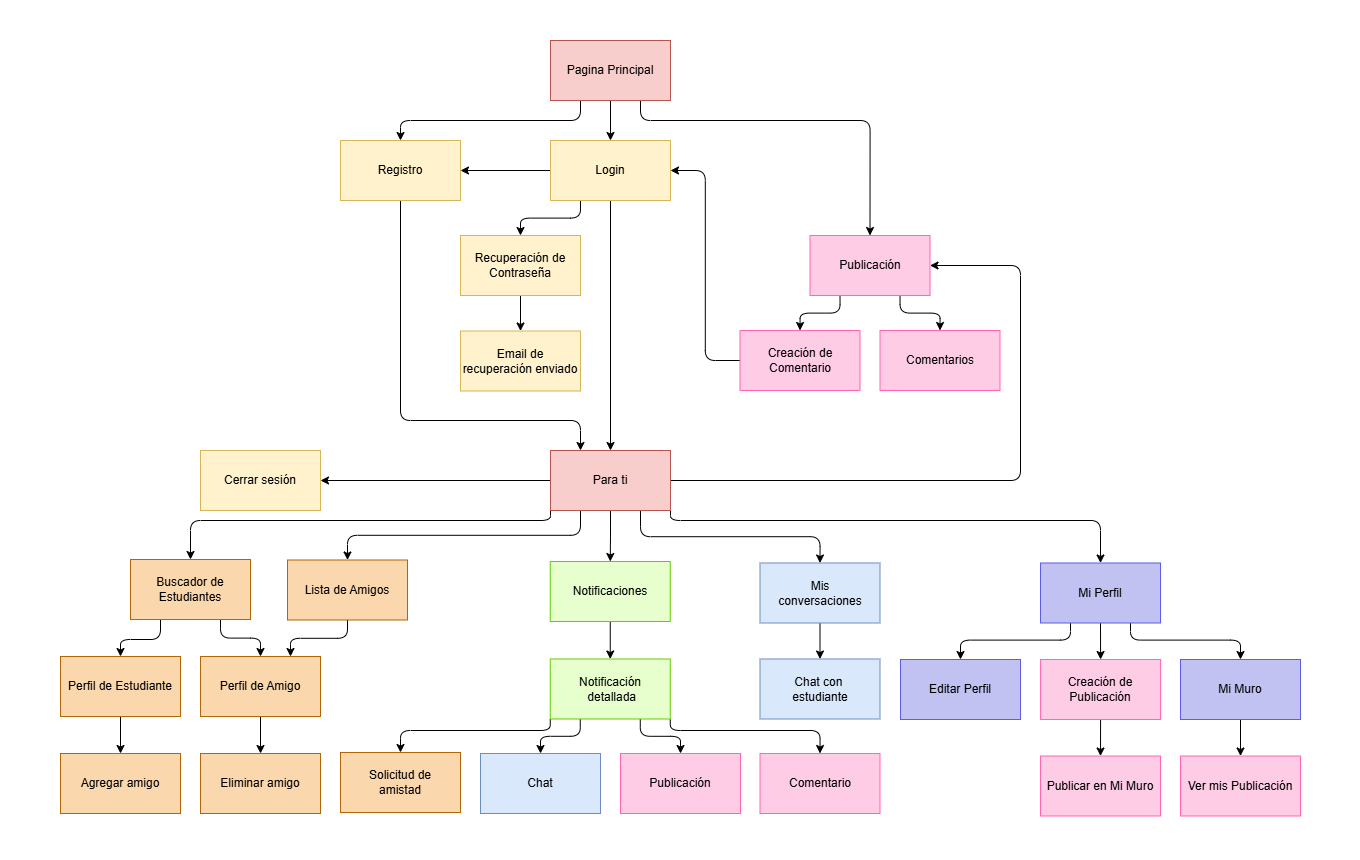 Pagina Principal
Registro
Login
Recuperación de
Contraseña
Publicación
Email de
recuperación enviado
Creación de
Comentario
Comentarios
Cerrar sesión
Para ti
Buscador de
Estudiantes
Lista de Amigos
Notificaciones
Mis
conversaciones
Mi Perfil
Perfil de Estudiante
Perfil de Amigo
Notificación
detallada
Chat con
estudiante
Editar Perfil
Creación de
Publicación
Mi Muro
Agregar amigo
Eliminar amigo
Solicitud de
amistad
Chat
Publicación
Comentario
Publicar en Mi Muro
Ver mis Publicación